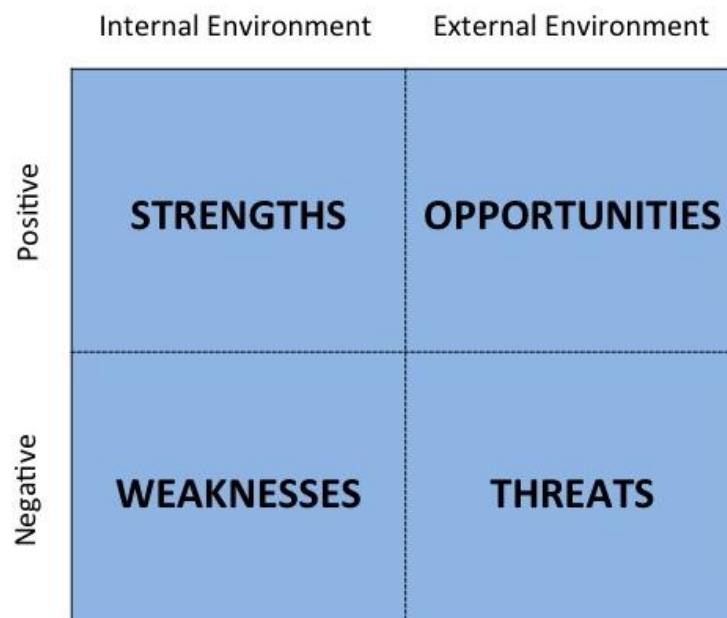 Internal Environment
External Environment
Positive
STRENGTHS
OPPORTUNITIES
Negative
WEAKNESSES
THREATS